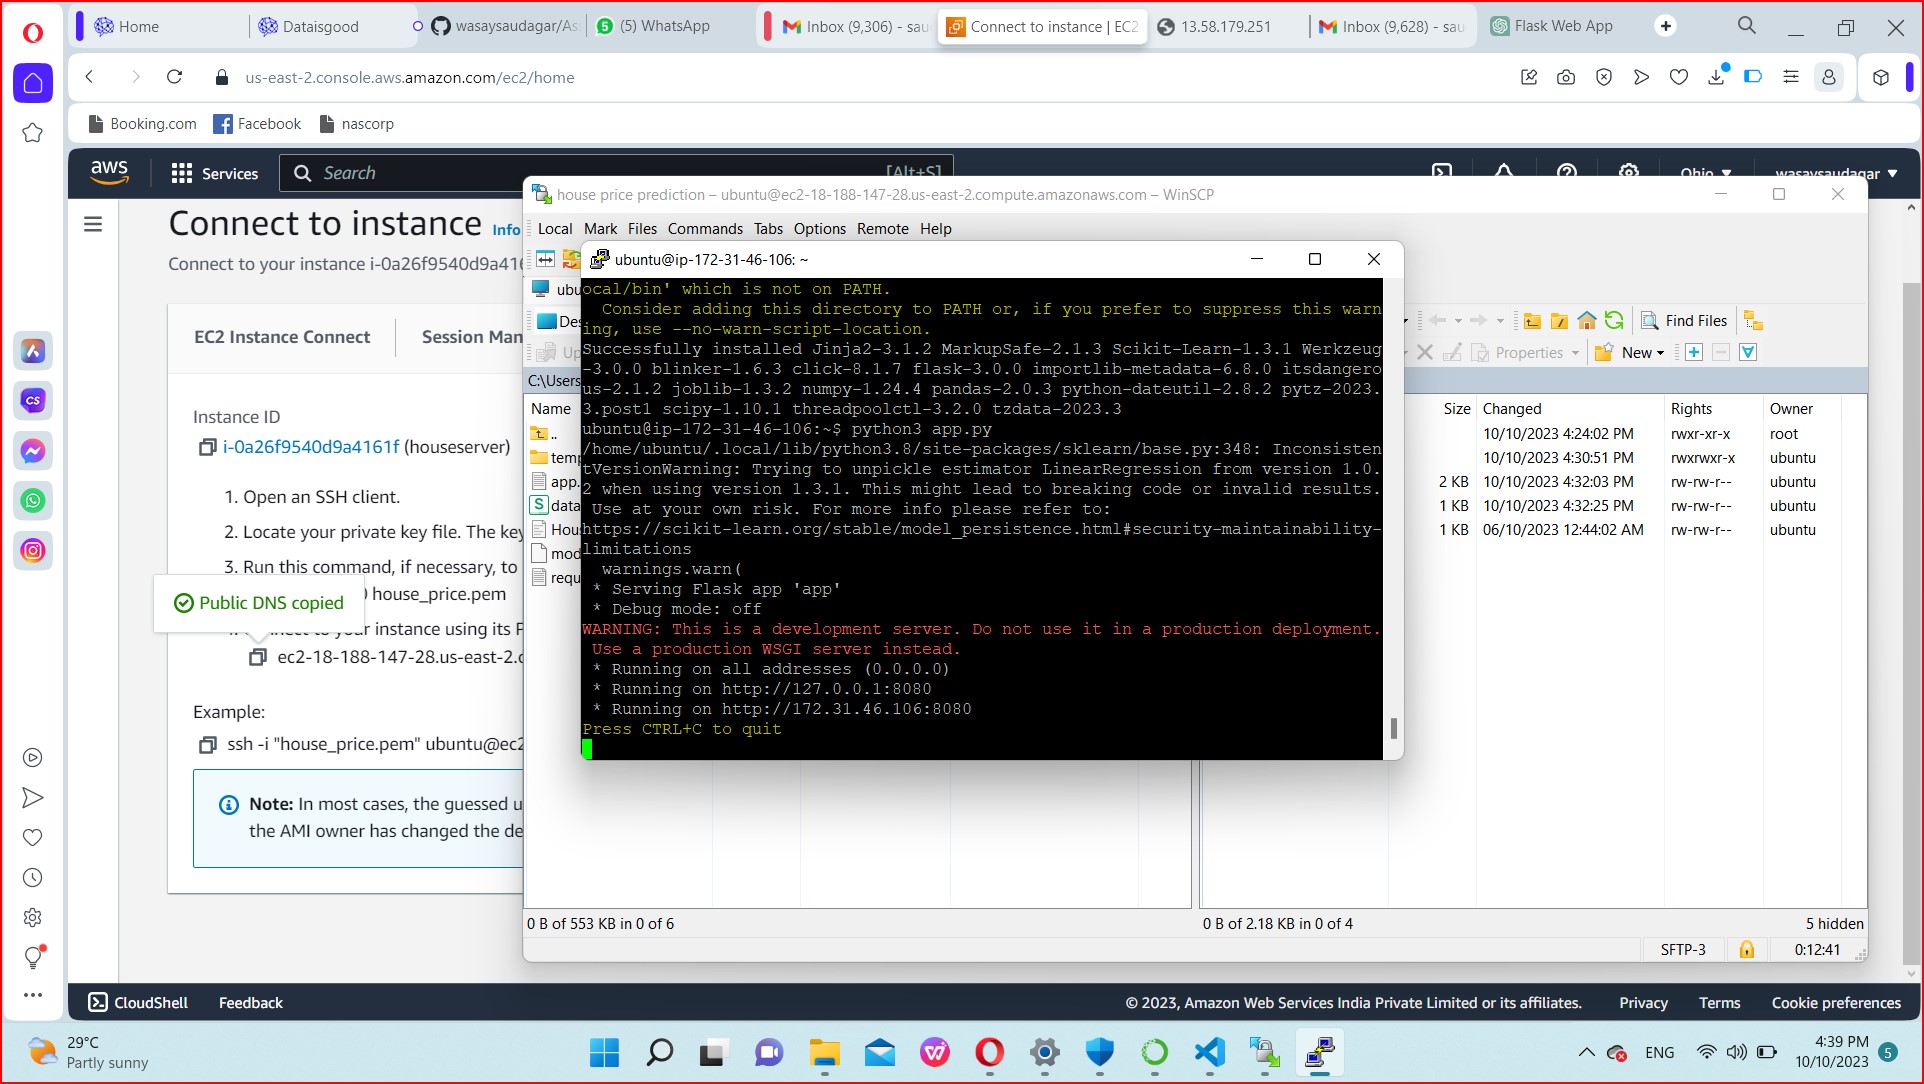 Home
Dataisgood
wasaysaudagar/As
(5) WhatsApp
Inbox (9,306) - sau
Connect to instance | EC2
13.58.179.251
Inbox (9,628) - sau
Flask Web App
us-east-2.console.aws.amazon.com/ec2/home
Booking.com
Facebook
nascorp
aws
Services
Search
[Alt+S]
Ohio
wasaysaudagar
Connect to instance Info
Connect to your instance i-0a26f9540d9a416
EC2 Instance Connect
Session Man
Instance ID
i-0a26f9540d9a4161f (houseserver)
1. Open an SSH client.
2. Locate your private key file. The key
3. Run this command, if necessary, to
house_price.pem
Public DNS copied
your instance using its P
ec2-18-188-147-28.us-east-2.c
Example:
ssh -i "house_price.pem" ubuntu@ec2
Note: In most cases, the guessed u
the AMI owner has changed the de
house price prediction – ubuntu@ec2-18-188-147-28.us-east-2.compute.amazonaws.com – WinSCP
Local Mark Files Commands Tabs Options Remote Help
ubu
Des
Up
C:\Users
Name
..
temp
app.
data
Hou
mod
requ
ubuntu@ip-172-31-46-106: ~
ocal/bin' which is not on PATH.
Consider adding this directory to PATH or, if you prefer to suppress this warn
ing, use --no-warn-script-location.
Successfully installed Jinja2-3.1.2 MarkupSafe-2.1.3 Scikit-Learn-1.3.1 Werkzeug
-3.0.0 blinker-1.6.3 click-8.1.7 flask-3.0.0 importlib-metadata-6.8.0 itsdangero
us-2.1.2 joblib-1.3.2 numpy-1.24.4 pandas-2.0.3 python-dateutil-2.8.2 pytz-2023.
3.post1 scipy-1.10.1 threadpoolctl-3.2.0 tzdata-2023.3
ubuntu@ip-172-31-46-106:~$ python3 app.py
/home/ubuntu/.local/lib/python3.8/site-packages/sklearn/base.py:348: Inconsisten
tVersionWarning: Trying to unpickle estimator LinearRegression from version 1.0.
2 when using version 1.3.1. This might lead to breaking code or invalid results.
Use at your own risk. For more info please refer to:
https://scikit-learn.org/stable/model_persistence.html#security-maintainability-
limitations
warnings.warn(
* Serving Flask app 'app'
* Debug mode: off
WARNING: This is a development server. Do not use it in a production deployment.
Use a production WSGI server instead.
* Running on all addresses (0.0.0.0)
* Running on http://127.0.0.1:8080
* Running on http://172.31.46.106:8080
Press CTRL+C to quit
Find Files
Properties
New
Size Changed Rights Owner
10/10/2023 4:24:02 PM rwxr-xr-x root
10/10/2023 4:30:51 PM rwxrwxr-x ubuntu
2 KB 10/10/2023 4:32:03 PM rw-rw-r-- ubuntu
1 KB 10/10/2023 4:32:25 PM rw-rw-r-- ubuntu
1 KB 06/10/2023 12:44:02 AM rw-rw-r-- ubuntu
0 B of 553 KB in 0 of 6
0 B of 2.18 KB in 0 of 4
5 hidden
SFTP-3
0:12:41
CloudShell
Feedback
© 2023, Amazon Web Services India Private Limited or its affiliates.
Privacy
Terms
Cookie preferences
29°C
Partly sunny
ENG
4:39 PM
10/10/2023
5